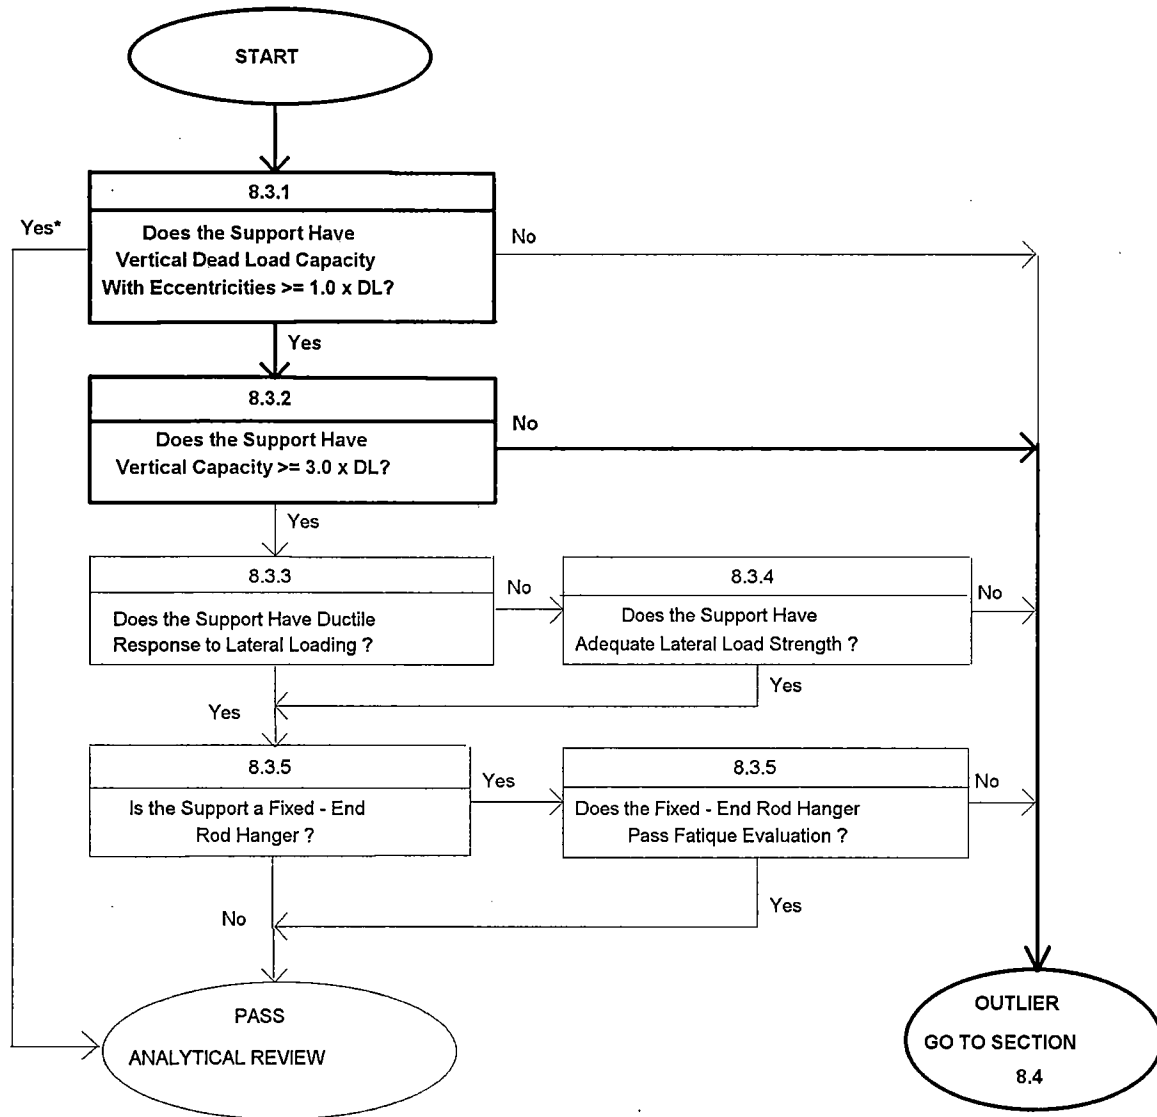 START
8.3.1
Yes*
Does the Support Have
Vertical Dead Load Capacity
With Eccentricities >= 1.0 x DL?
No
Yes
8.3.2
Does the Support Have
Vertical Capacity >= 3.0 x DL?
No
Yes
8.3.3
Does the Support Have Ductile
Response to Lateral Loading ?
No
8.3.4
Does the Support Have
Adequate Lateral Load Strength ?
No
Yes
Yes
8.3.5
Is the Support a Fixed - End
Rod Hanger ?
Yes
8.3.5
Does the Fixed - End Rod Hanger
Pass Fatique Evaluation ?
No
No
Yes
PASS
ANALYTICAL REVIEW
OUTLIER
GO TO SECTION
8.4